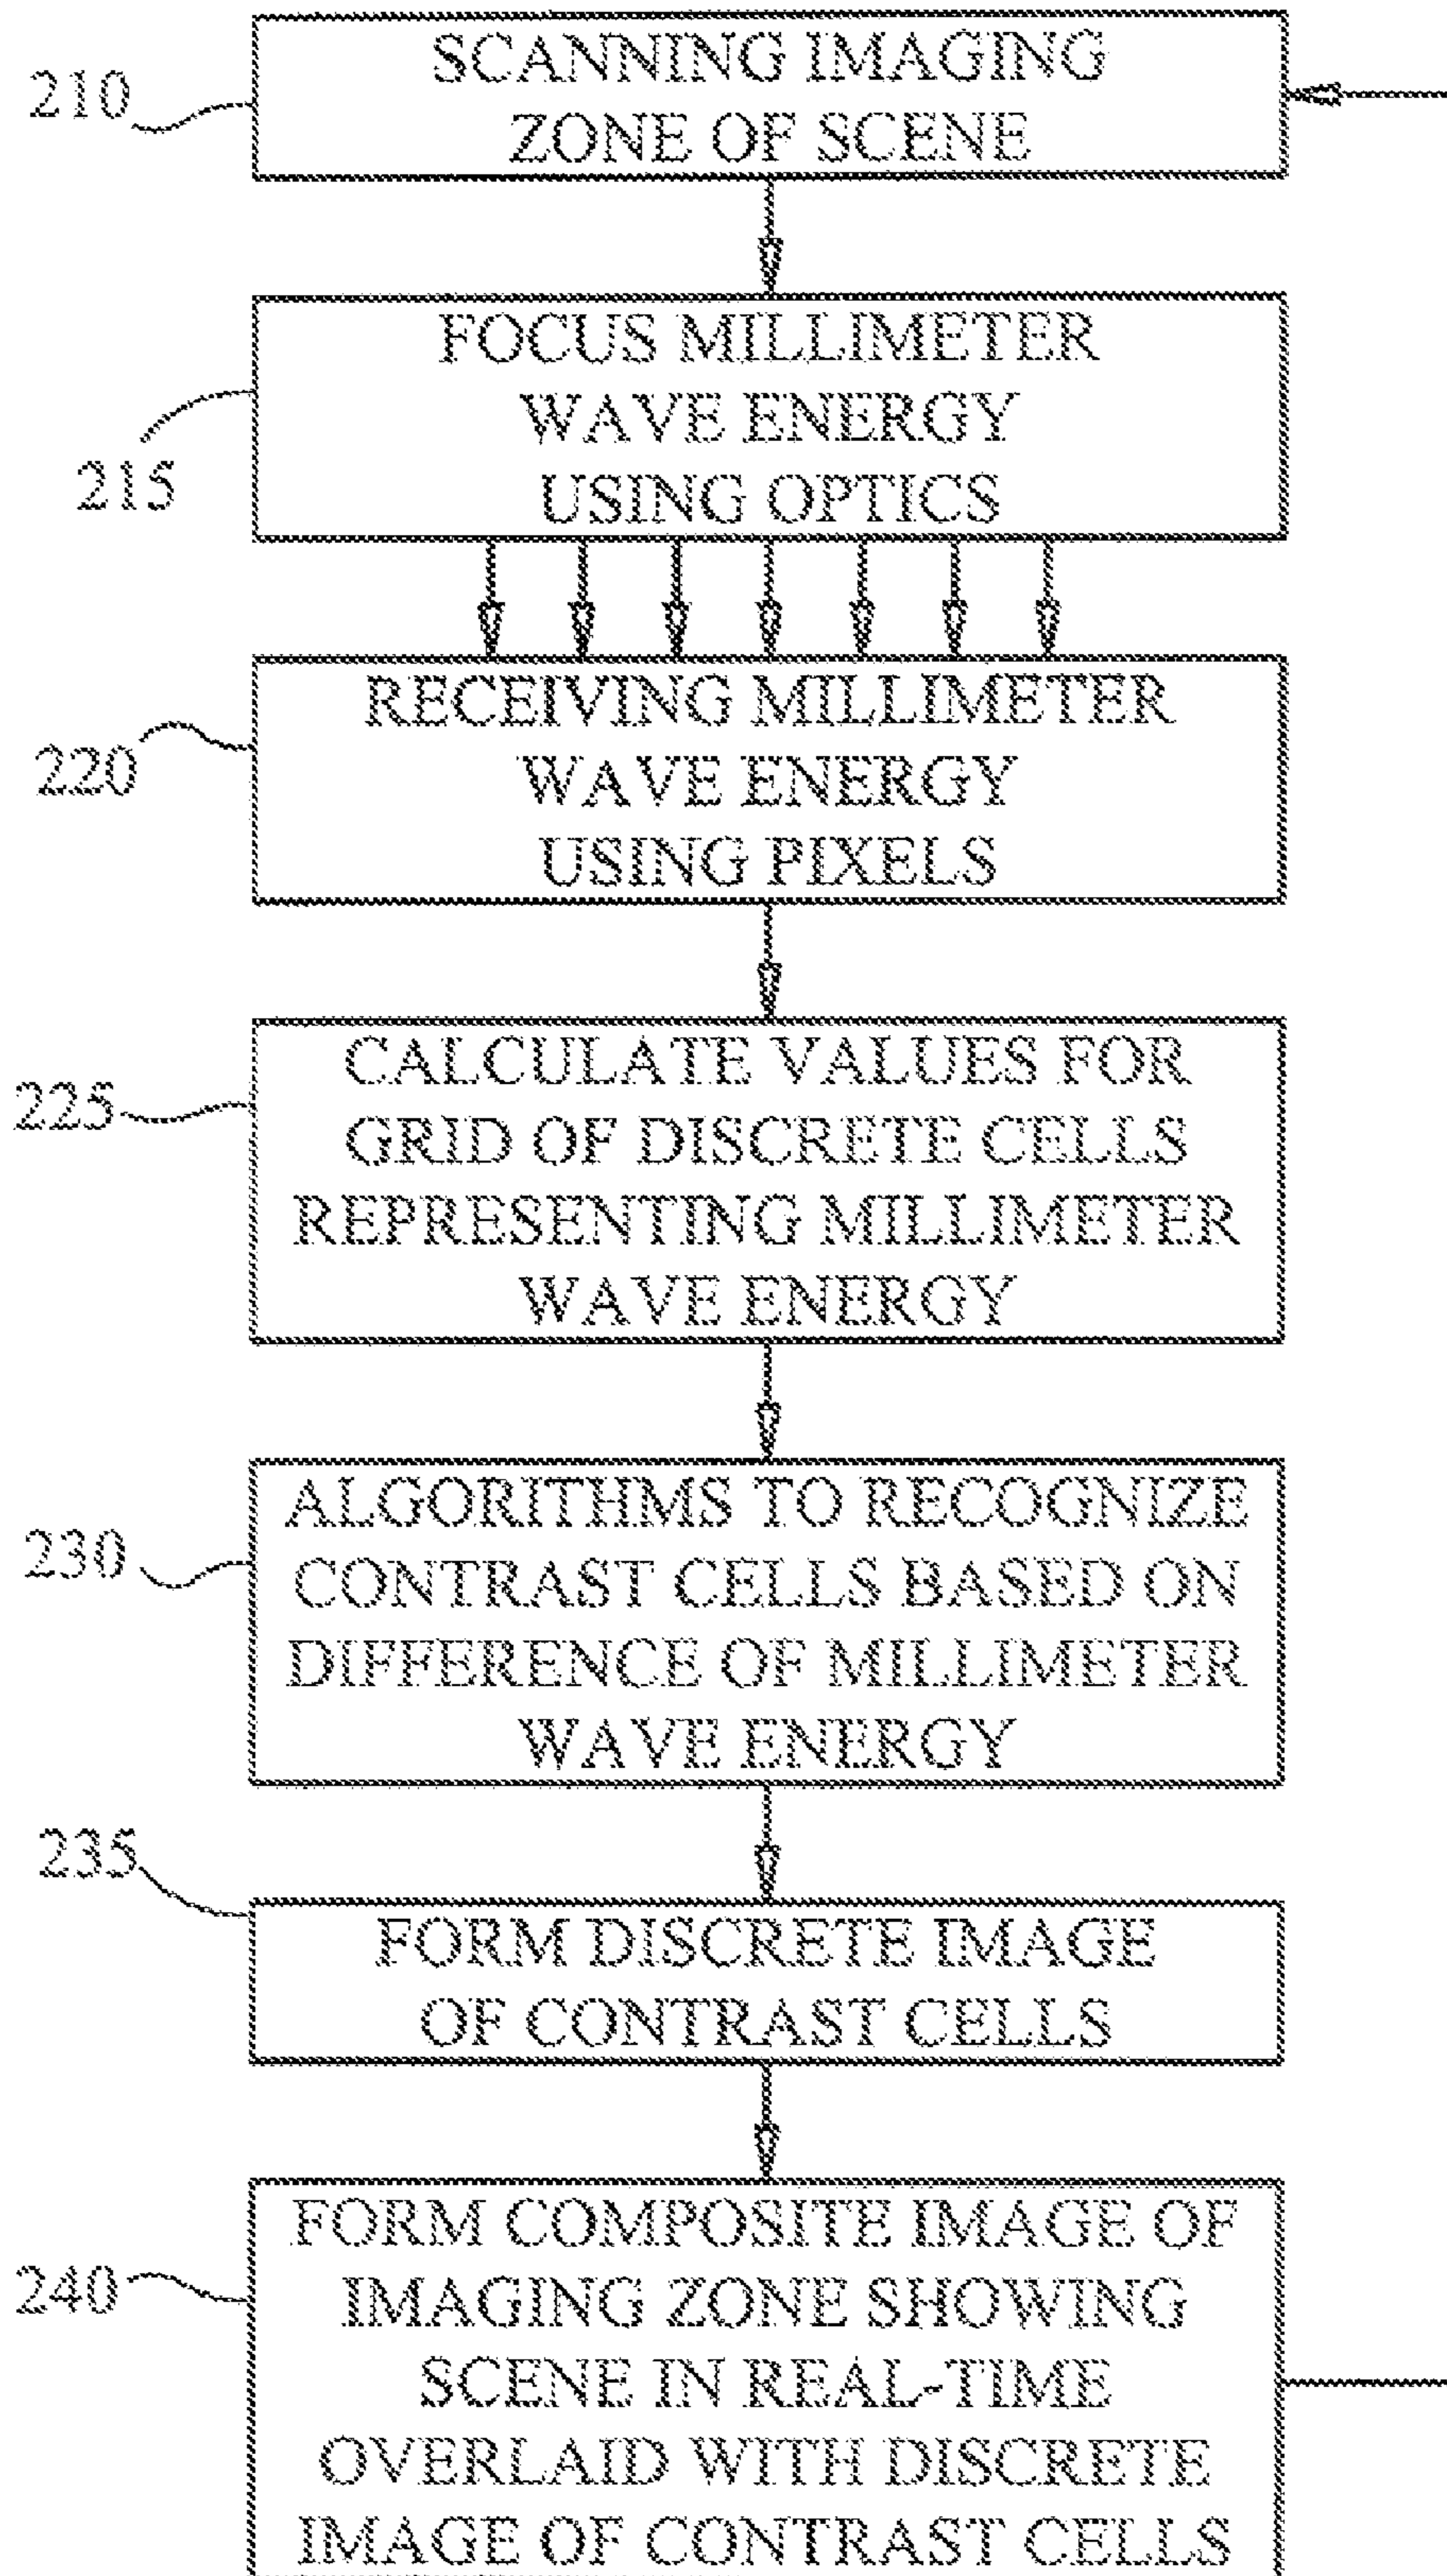 210
SCANNING IMAGING
ZONE OF SCENE
215
FOCUS MILLIMETER
WAVE ENERGY
USING OPTICS
220
RECEIVING MILLIMETER
WAVE ENERGY
USING PIXELS
225
CALCULATE VALUES FOR
GRID OF DISCRETE CELLS
REPRESENTING MILLIMETER
WAVE ENERGY
230
ALGORITHMS TO RECOGNIZE
CONTRAST CELLS BASED ON
DIFFERENCE OF MILLIMETER
WAVE ENERGY
235
FORM DISCRETE IMAGE
OF CONTRAST CELLS
240
FORM COMPOSITE IMAGE OF
IMAGING ZONE SHOWING
SCENE IN REAL-TIME
OVERLAID WITH DISCRETE
IMAGE OF CONTRAST CELLS